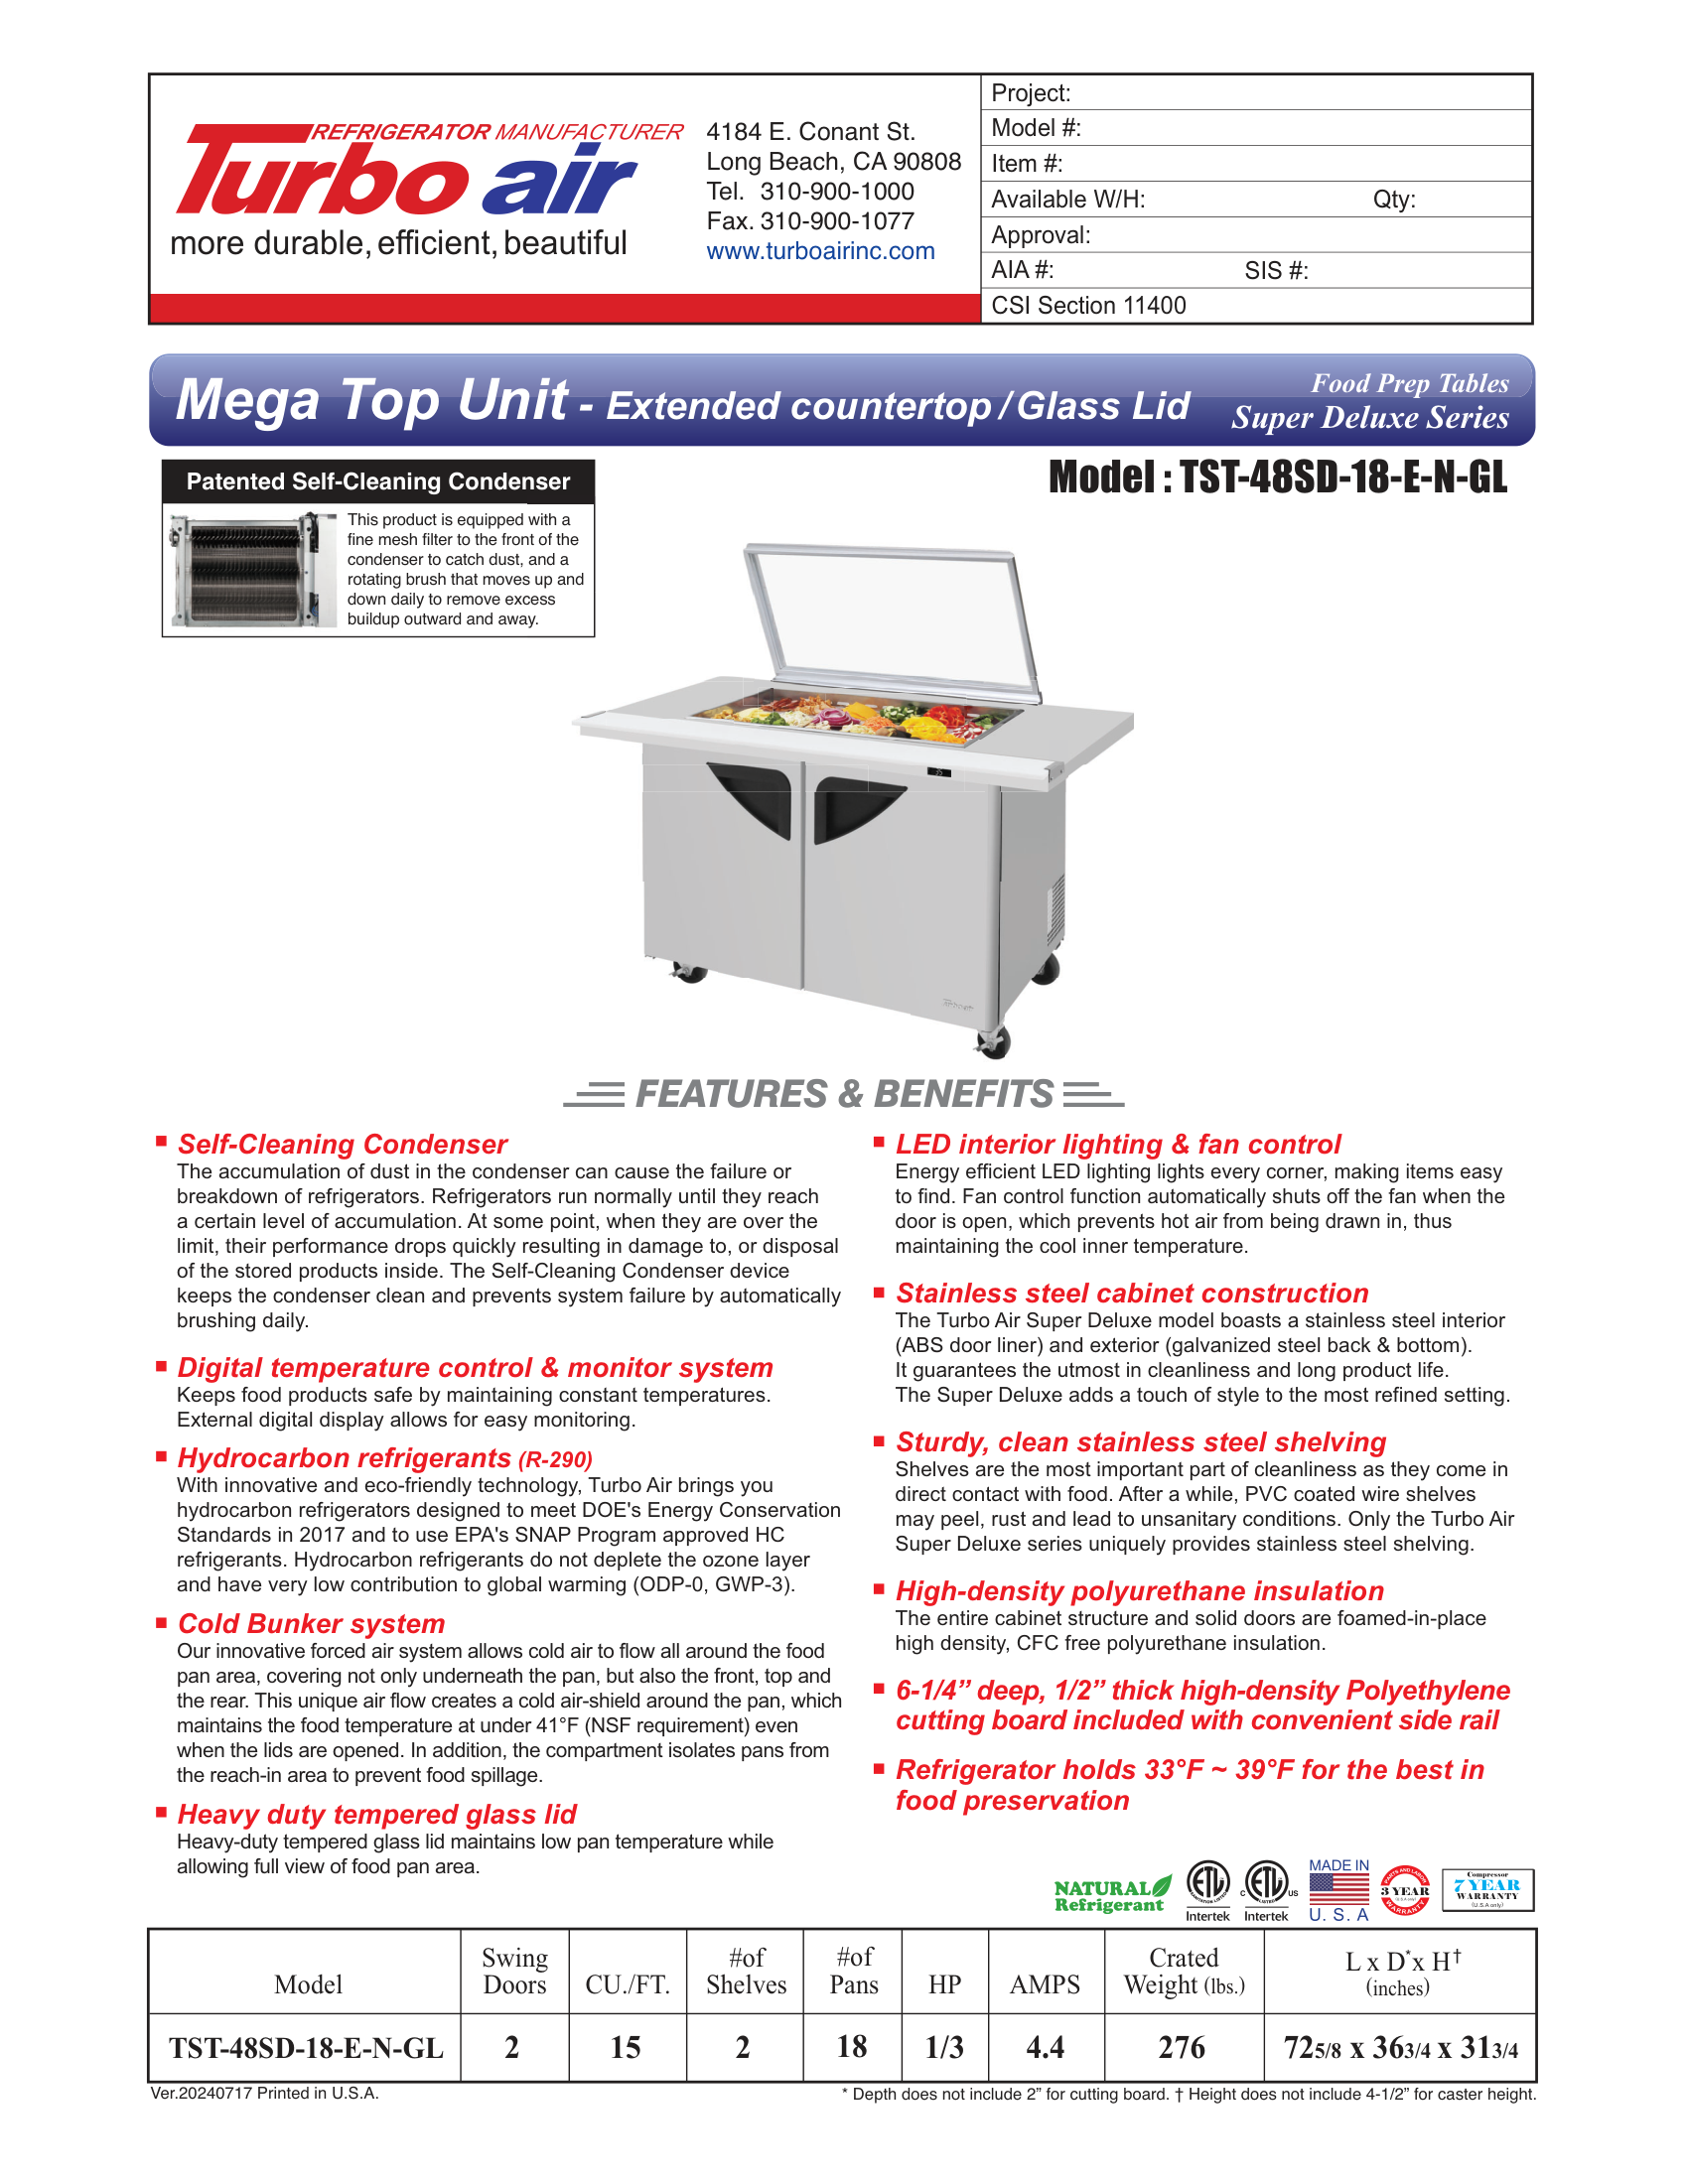 REFRIGERATOR MANUFACTURER
Turbo air
more durable, efficient, beautiful
4184 E. Conant St.
Long Beach, CA 90808
Tel. 310-900-1000
Fax. 310-900-1077
www.turboairinc.com
Project:
Model #:
Item #:
Available W/H: Qty:
Approval:
AIA #: SIS #:
CSI Section 11400
Mega Top Unit - Extended countertop / Glass Lid
Food Prep Tables
Super Deluxe Series
Patented Self-Cleaning Condenser
This product is equipped with a
fine mesh filter to the front of the
condenser to catch dust, and a
rotating brush that moves up and
down daily to remove excess
buildup outward and away.
Model : TST-48SD-18-E-N-GL
FEATURES & BENEFITS
Self-Cleaning Condenser
The accumulation of dust in the condenser can cause the failure or
breakdown of refrigerators. Refrigerators run normally until they reach
a certain level of accumulation. At some point, when they are over the
limit, their performance drops quickly resulting in damage to, or disposal
of the stored products inside. The Self-Cleaning Condenser device
keeps the condenser clean and prevents system failure by automatically
brushing daily.
Digital temperature control & monitor system
Keeps food products safe by maintaining constant temperatures.
External digital display allows for easy monitoring.
Hydrocarbon refrigerants (R-290)
With innovative and eco-friendly technology, Turbo Air brings you
hydrocarbon refrigerators designed to meet DOE's Energy Conservation
Standards in 2017 and to use EPA's SNAP Program approved HC
refrigerants. Hydrocarbon refrigerants do not deplete the ozone layer
and have very low contribution to global warming (ODP-0, GWP-3).
Cold Bunker system
Our innovative forced air system allows cold air to flow all around the food
pan area, covering not only underneath the pan, but also the front, top and
the rear. This unique air flow creates a cold air-shield around the pan, which
maintains the food temperature at under 41°F (NSF requirement) even
when the lids are opened. In addition, the compartment isolates pans from
the reach-in area to prevent food spillage.
Heavy duty tempered glass lid
Heavy-duty tempered glass lid maintains low pan temperature while
allowing full view of food pan area.
LED interior lighting & fan control
Energy efficient LED lighting lights every corner, making items easy
to find. Fan control function automatically shuts off the fan when the
door is open, which prevents hot air from being drawn in, thus
maintaining the cool inner temperature.
Stainless steel cabinet construction
The Turbo Air Super Deluxe model boasts a stainless steel interior
(ABS door liner) and exterior (galvanized steel back & bottom).
It guarantees the utmost in cleanliness and long product life.
The Super Deluxe adds a touch of style to the most refined setting.
Sturdy, clean stainless steel shelving
Shelves are the most important part of cleanliness as they come in
direct contact with food. After a while, PVC coated wire shelves
may peel, rust and lead to unsanitary conditions. Only the Turbo Air
Super Deluxe series uniquely provides stainless steel shelving.
High-density polyurethane insulation
The entire cabinet structure and solid doors are foamed-in-place
high density, CFC free polyurethane insulation.
6-1/4” deep, 1/2” thick high-density Polyethylene
cutting board included with convenient side rail
Refrigerator holds 33°F ~ 39°F for the best in
food preservation
NATURAL
Refrigerant
ETL
Intertek
C ETL US
LISTED
Intertek
MADE IN
U. S. A
PARTS AND LABOR
3 YEAR
WARRANTY
Compressor
7 YEAR
WARRANTY
(U.S.A only)
Model Swing Doors CU./FT. #of Shelves #of Pans HP AMPS Crated Weight (lbs.) L x D* x H† (inches)
TST-48SD-18-E-N-GL 2 15 2 18 1/3 4.4 276 725/8 x 363/4 x 313/4
Ver.20240717 Printed in U.S.A.
* Depth does not include 2” for cutting board. † Height does not include 4-1/2” for caster height.